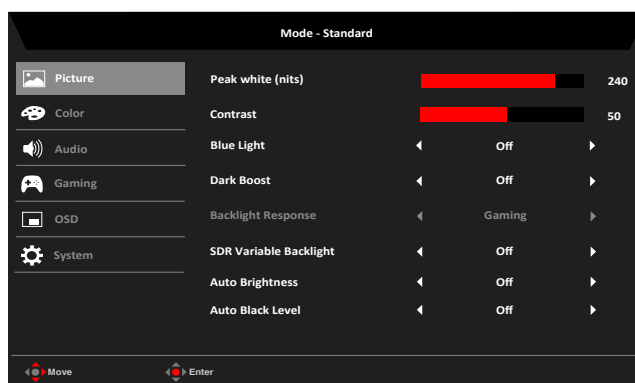 Mode - Standard
Picture
Peak white (nits) 240
Color
Contrast 50
Audio
Blue Light Off
Gaming
Dark Boost Off
OSD
Backlight Response Gaming
System
SDR Variable Backlight Off
Auto Brightness Off
Auto Black Level Off
Move Enter